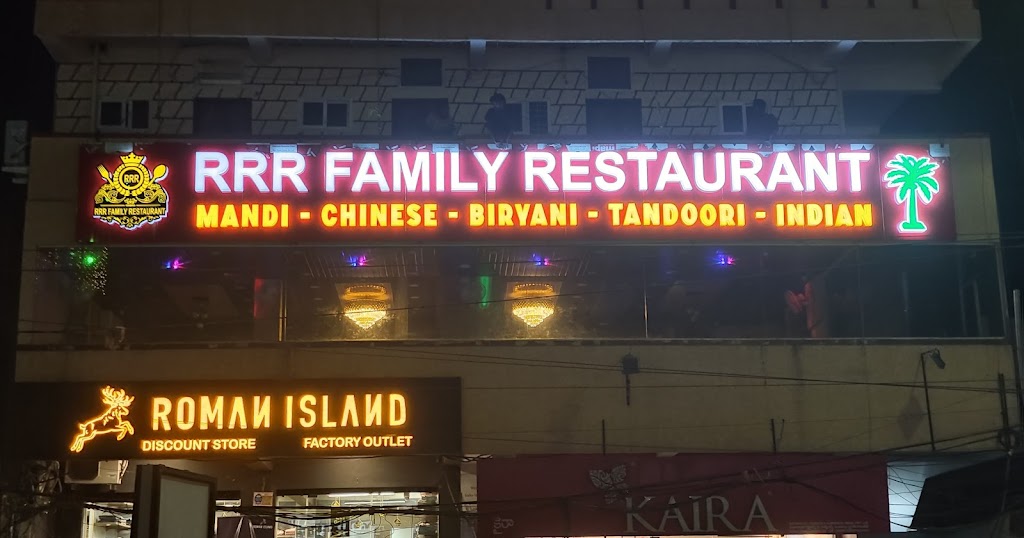 RRR
RRR FAMILY RESTAURANT
RRR FAMILY RESTAURANT
MANDI - CHINESE - BIRYANI - TANDOORI - INDIAN
ROMAN ISLAND
DISCOUNT STORE FACTORY OUTLET
KAIRA